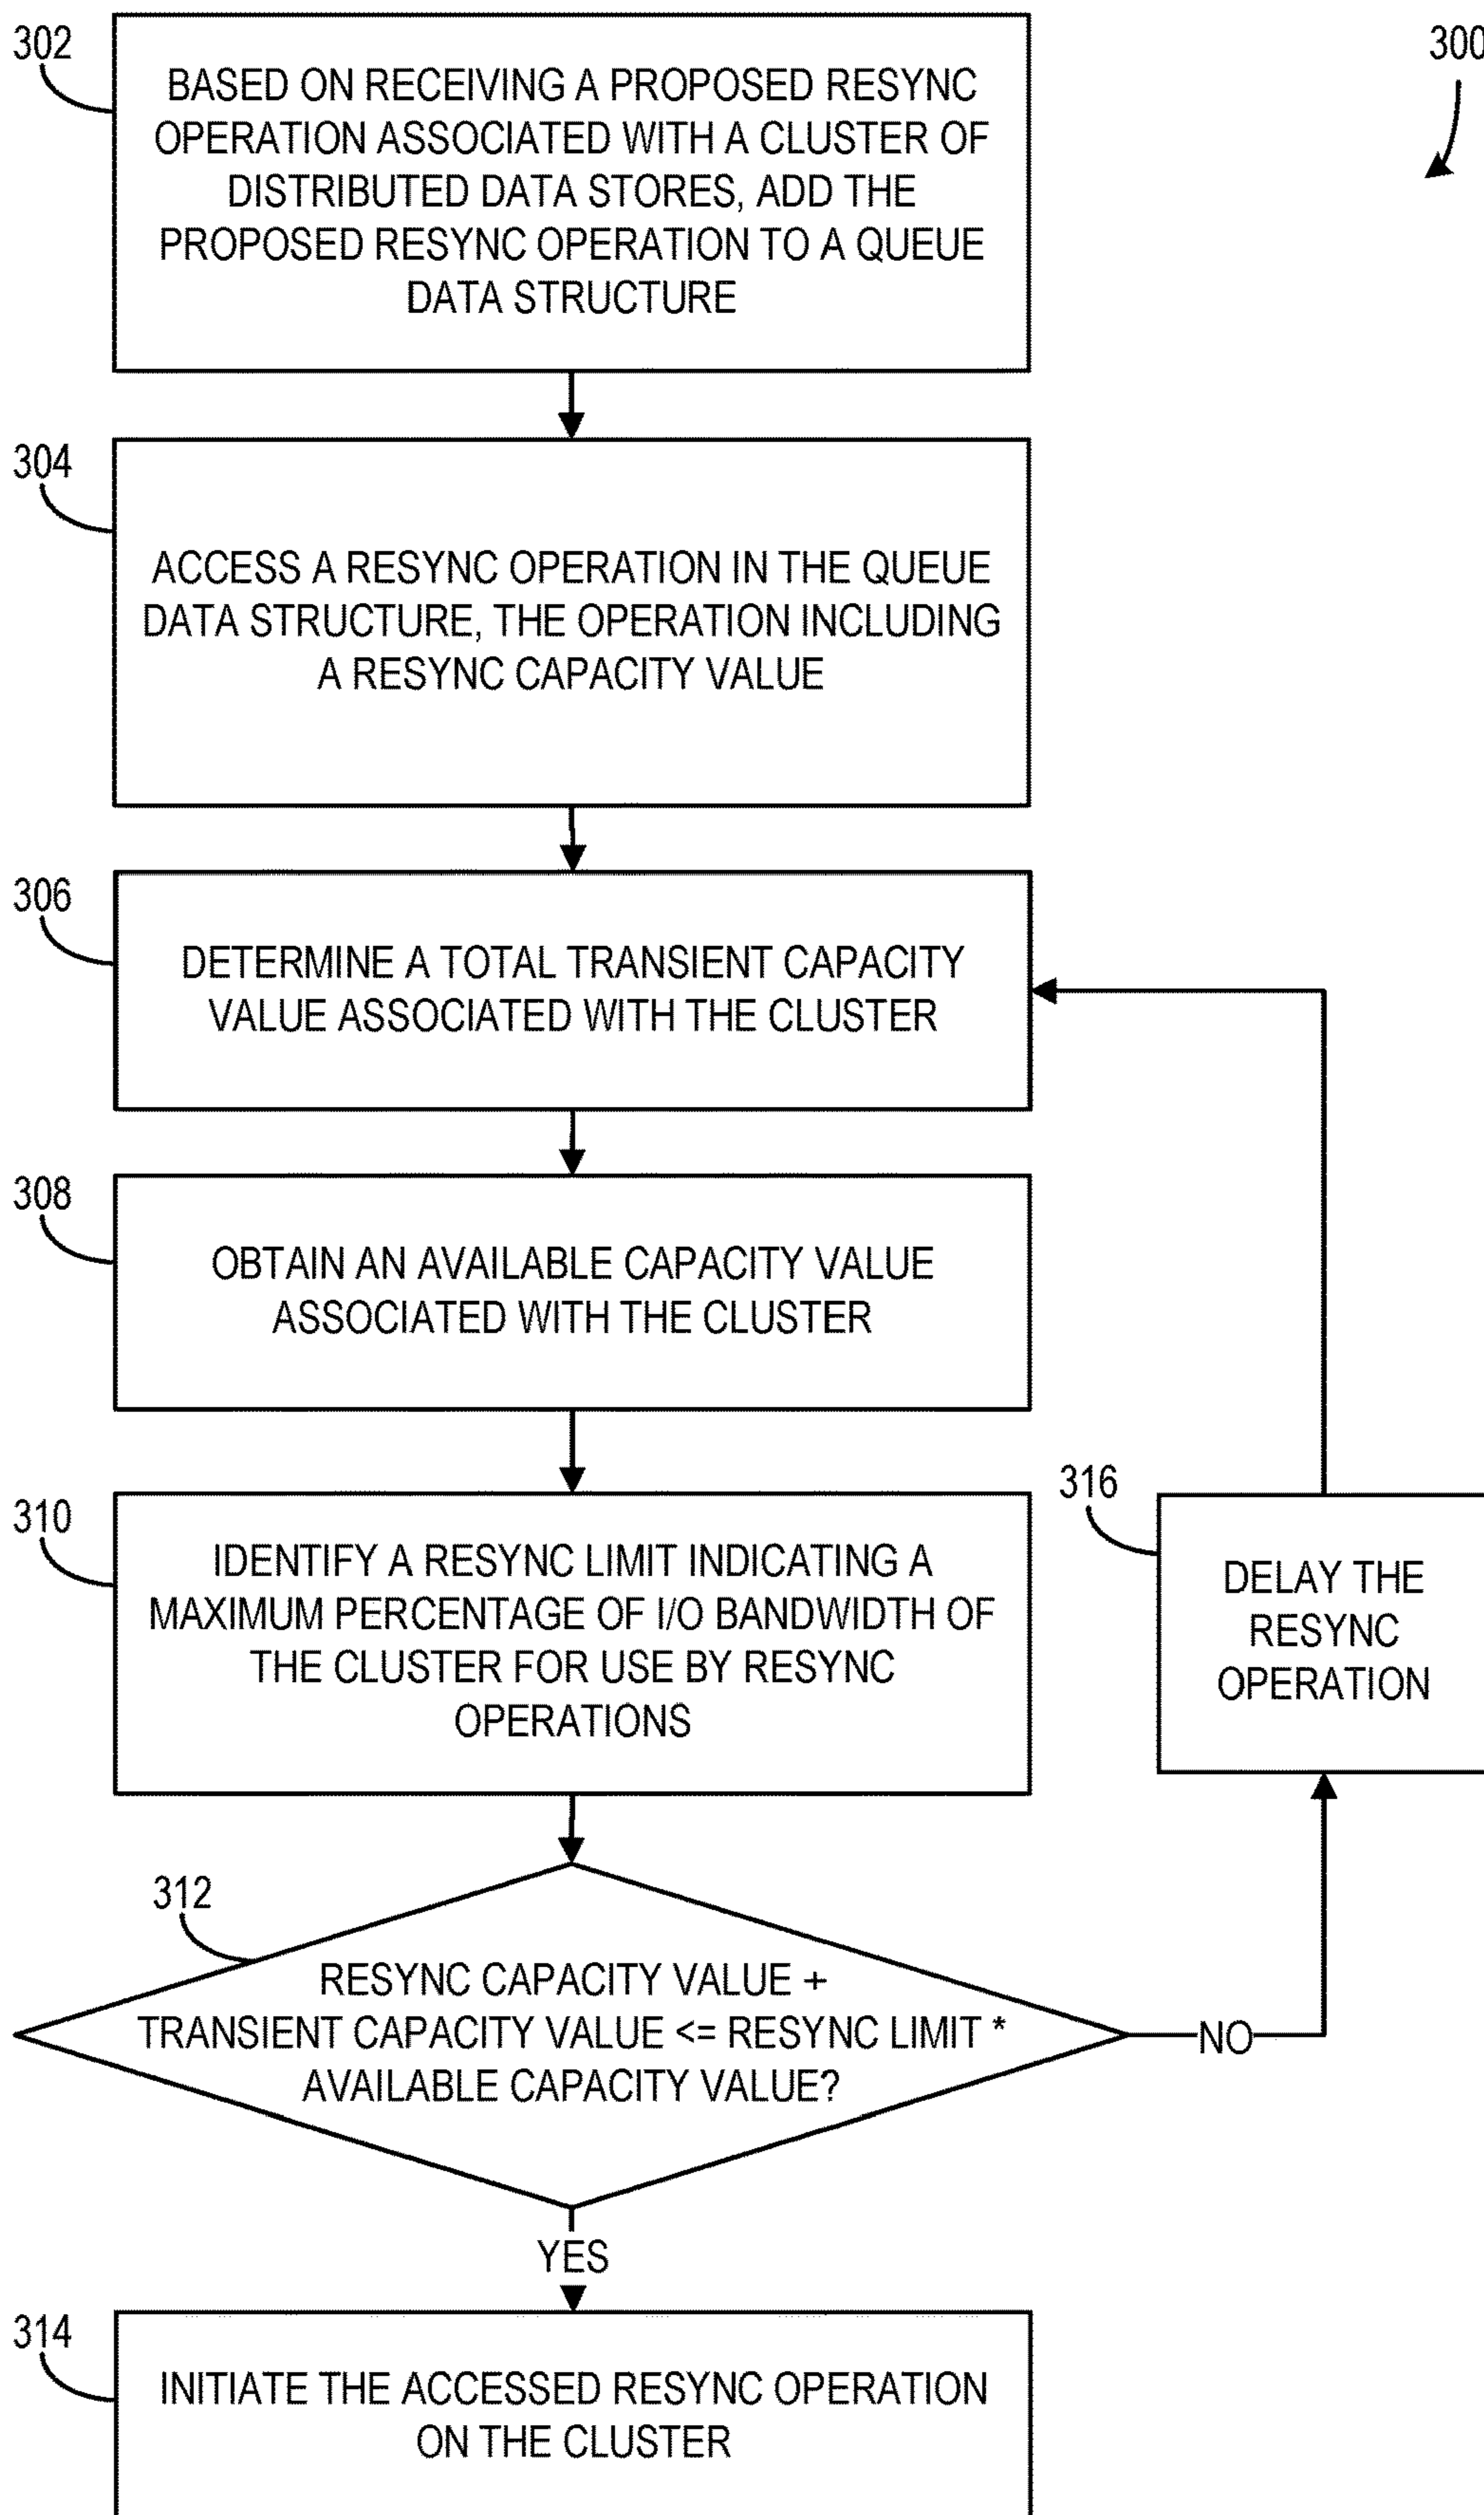 302
300
BASED ON RECEIVING A PROPOSED RESYNC
OPERATION ASSOCIATED WITH A CLUSTER OF
DISTRIBUTED DATA STORES, ADD THE
PROPOSED RESYNC OPERATION TO A QUEUE
DATA STRUCTURE
304
ACCESS A RESYNC OPERATION IN THE QUEUE
DATA STRUCTURE, THE OPERATION INCLUDING
A RESYNC CAPACITY VALUE
306
DETERMINE A TOTAL TRANSIENT CAPACITY
VALUE ASSOCIATED WITH THE CLUSTER
308
OBTAIN AN AVAILABLE CAPACITY VALUE
ASSOCIATED WITH THE CLUSTER
310
IDENTIFY A RESYNC LIMIT INDICATING A
MAXIMUM PERCENTAGE OF I/O BANDWIDTH OF
THE CLUSTER FOR USE BY RESYNC
OPERATIONS
316
DELAY THE
RESYNC
OPERATION
312
RESYNC CAPACITY VALUE +
TRANSIENT CAPACITY VALUE <= RESYNC LIMIT *
AVAILABLE CAPACITY VALUE?
NO
YES
314
INITIATE THE ACCESSED RESYNC OPERATION
ON THE CLUSTER